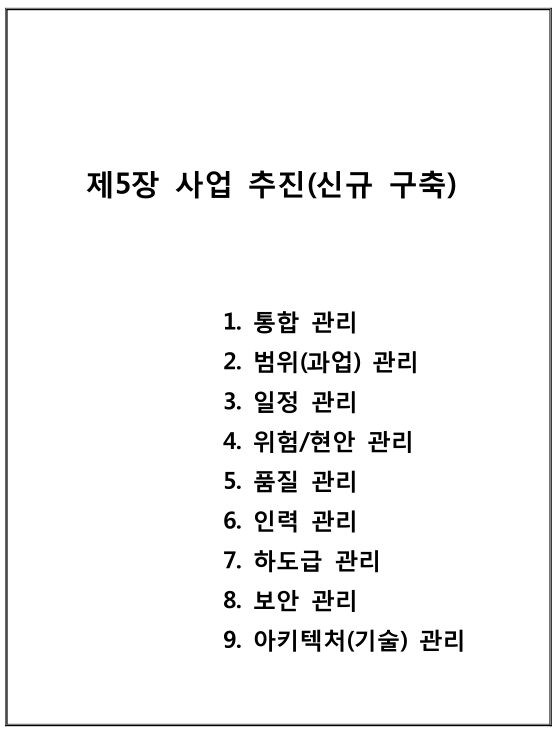 제5장 사업 추진(신규 구축)
1. 통합 관리
2. 범위(과업) 관리
3. 일정 관리
4. 위험/현안 관리
5. 품질 관리
6. 인력 관리
7. 하도급 관리
8. 보안 관리
9. 아키텍처(기술) 관리